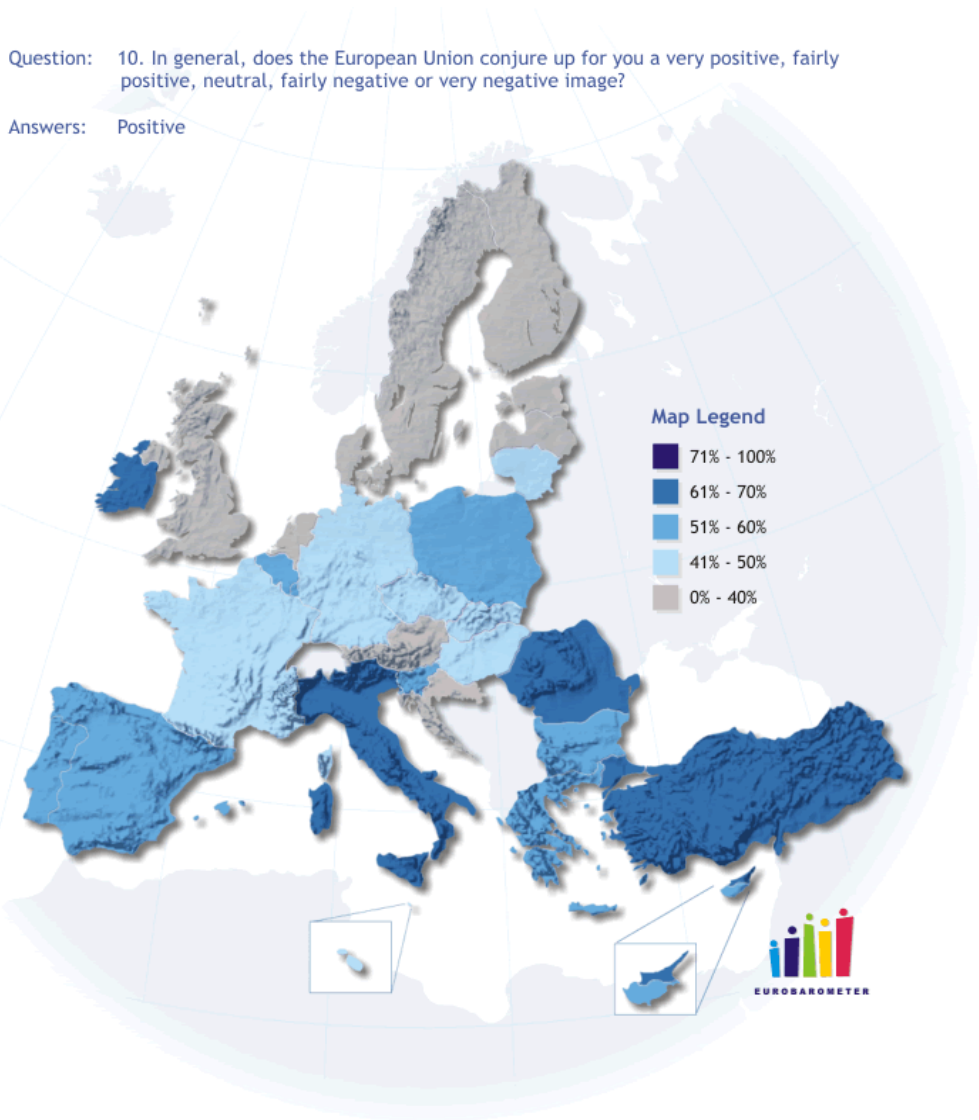 Question: 10. In general, does the European Union conjure up for you a very positive, fairly
positive, neutral, fairly negative or very negative image?
Answers: Positive
Map Legend
71% - 100%
61% - 70%
51% - 60%
41% - 50%
0% - 40%
EUROBAROMETER